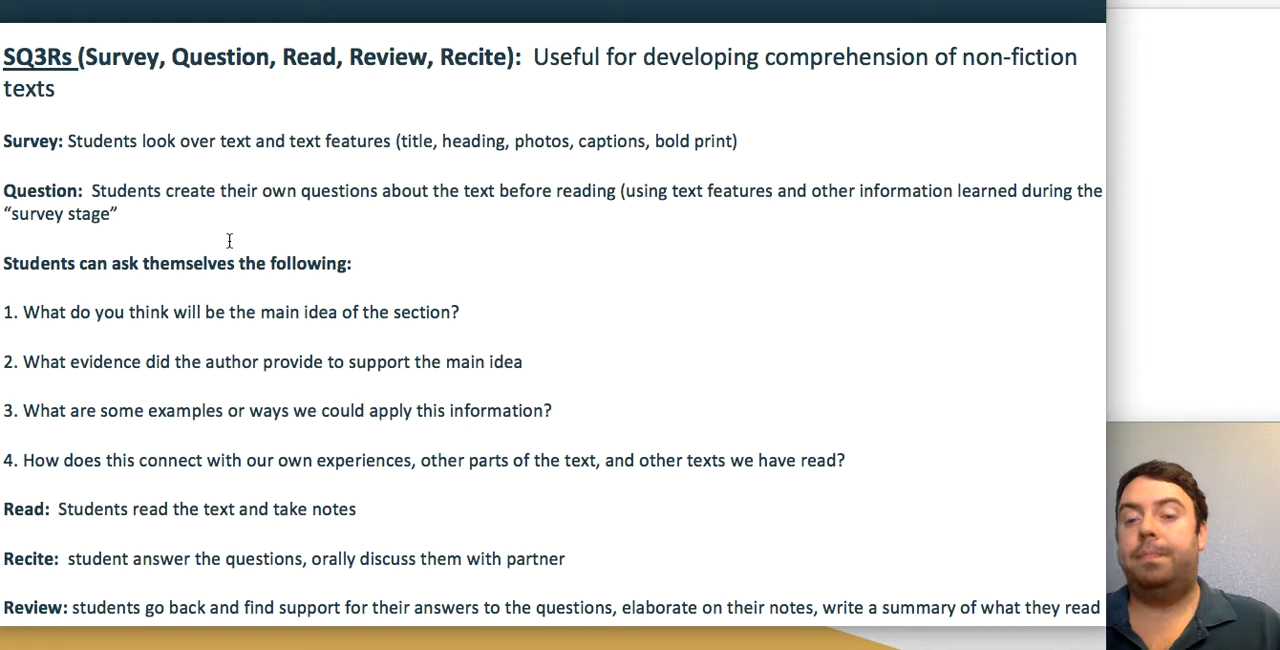 SQ3Rs (Survey, Question, Read, Review, Recite):  Useful for developing comprehension of non-fiction
texts
Survey: Students look over text and text features (title, heading, photos, captions, bold print)
Question:  Students create their own questions about the text before reading (using text features and other information learned during the
“survey stage”
Students can ask themselves the following:
1. What do you think will be the main idea of the section?
2. What evidence did the author provide to support the main idea
3. What are some examples or ways we could apply this information?
4. How does this connect with our own experiences, other parts of the text, and other texts we have read?
Read:  Students read the text and take notes
Recite:  student answer the questions, orally discuss them with partner
Review: students go back and find support for their answers to the questions, elaborate on their notes, write a summary of what they read